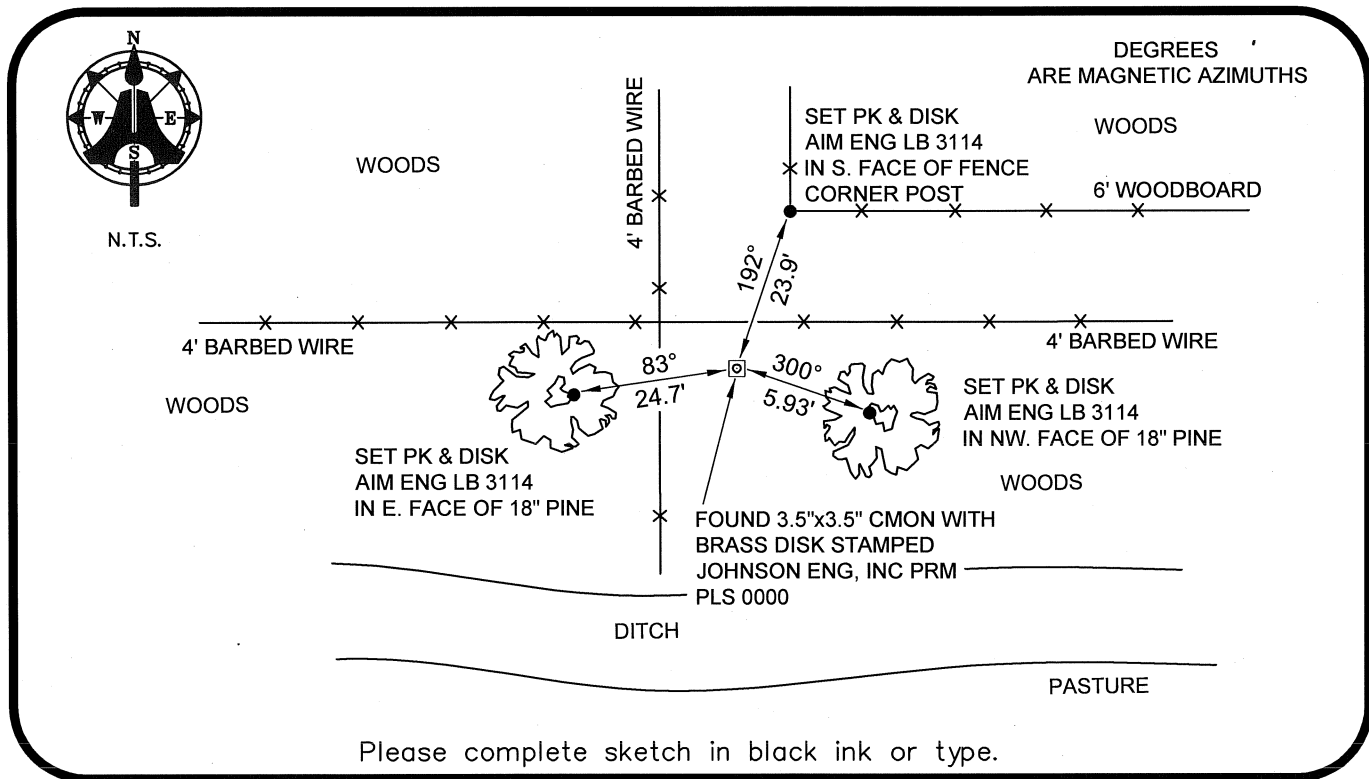 N
W
E
S
N.T.S.
DEGREES
ARE MAGNETIC AZIMUTHS
WOODS
4' BARBED WIRE
SET PK & DISK
AIM ENG LB 3114
IN S. FACE OF FENCE
CORNER POST
WOODS
6' WOODBOARD
192°
23.9'
4' BARBED WIRE
4' BARBED WIRE
WOODS
83°
24.7'
300°
5.93'
SET PK & DISK
AIM ENG LB 3114
IN NW. FACE OF 18" PINE
WOODS
SET PK & DISK
AIM ENG LB 3114
IN E. FACE OF 18" PINE
FOUND 3.5"x3.5" CMON WITH
BRASS DISK STAMPED
JOHNSON ENG, INC PRM
PLS 0000
DITCH
PASTURE
Please complete sketch in black ink or type.